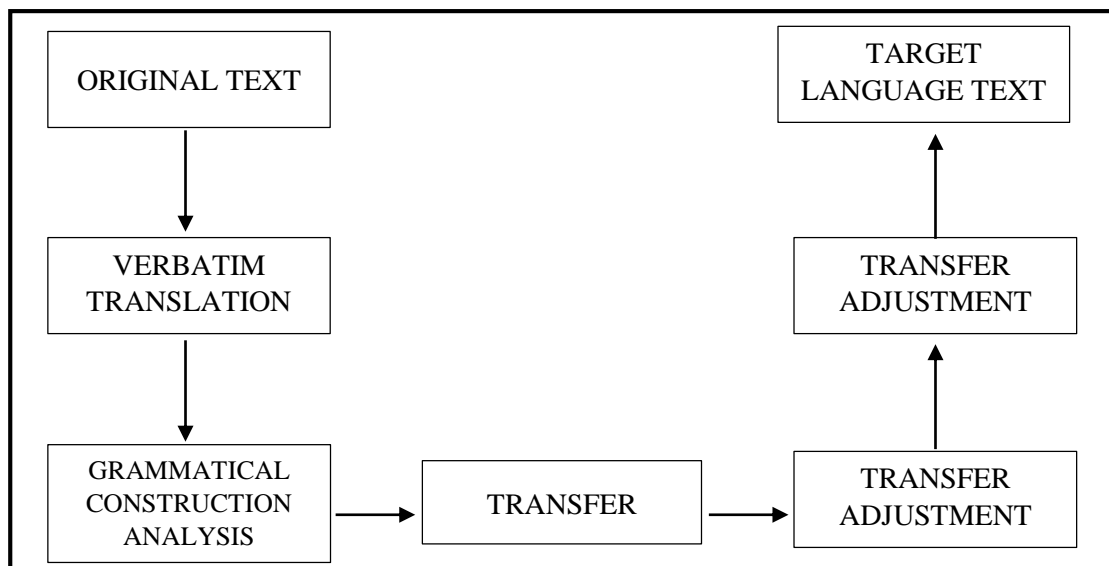 ORIGINAL TEXT
VERBATIM
TRANSLATION
GRAMMATICAL
CONSTRUCTION
ANALYSIS
TRANSFER
TRANSFER
ADJUSTMENT
TRANSFER
ADJUSTMENT
TARGET
LANGUAGE TEXT